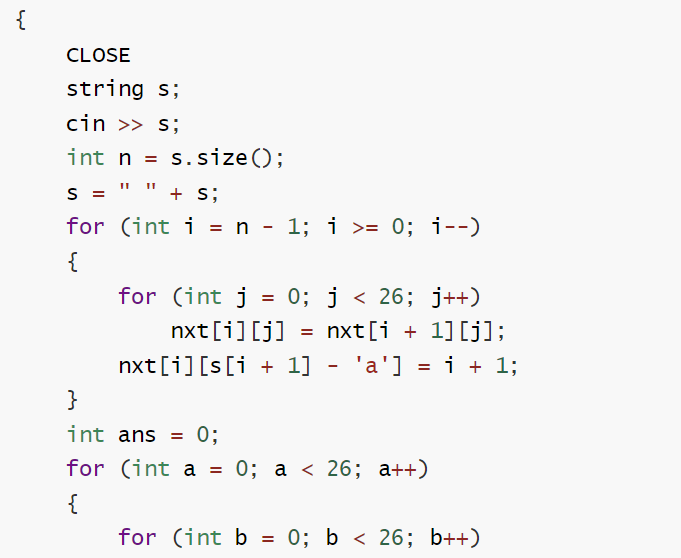 {
    CLOSE
    string s;
    cin >> s;
    int n = s.size();
    s = " " + s;
    for (int i = n - 1; i >= 0; i--)
    {
        for (int j = 0; j < 26; j++)
            nxt[i][j] = nxt[i + 1][j];
        nxt[i][s[i + 1] - 'a'] = i + 1;
    }
    int ans = 0;
    for (int a = 0; a < 26; a++)
    {
        for (int b = 0; b < 26; b++)